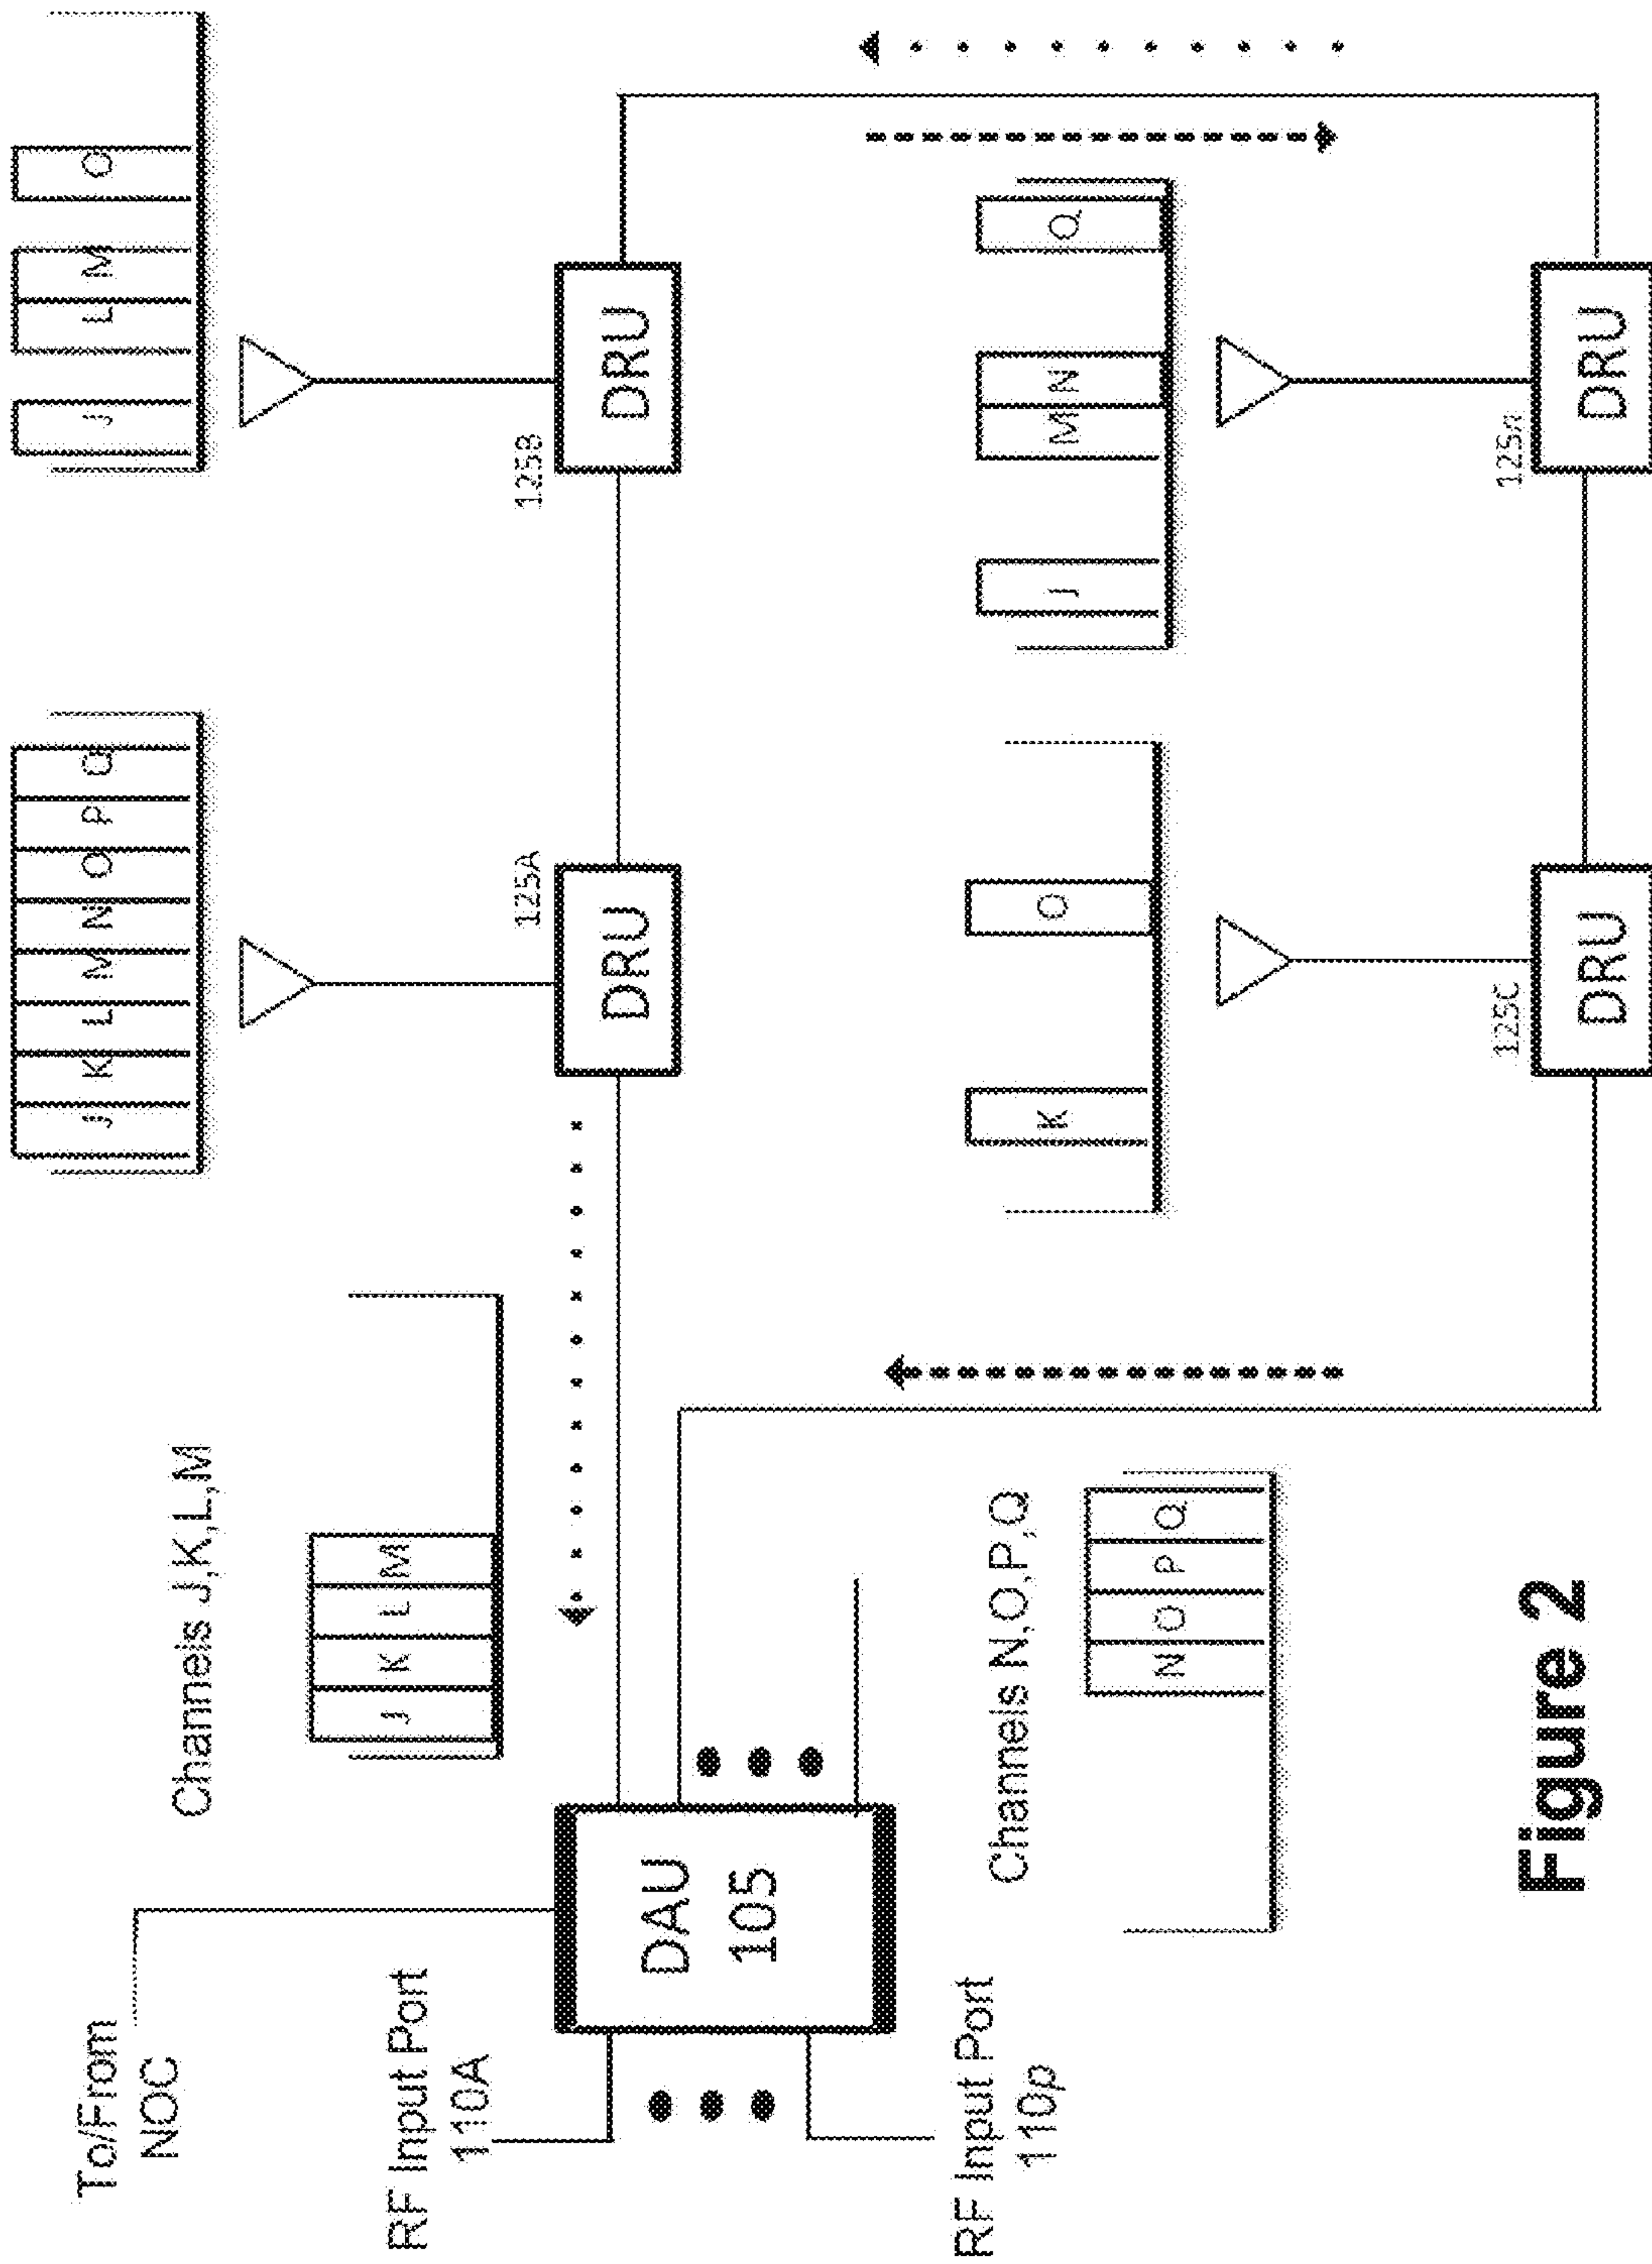 To/From
NOC
J K L M N O P Q
J L M O
Channels J,K,L,M
J K L M
RF Input Port
110A
125A
125B
DAU
105
DRU
DRU
RF Input Port
110p
Channels N,O,P,Q
N O P Q
K O
J M N Q
125C
125n
DRU
DRU
Figure 2